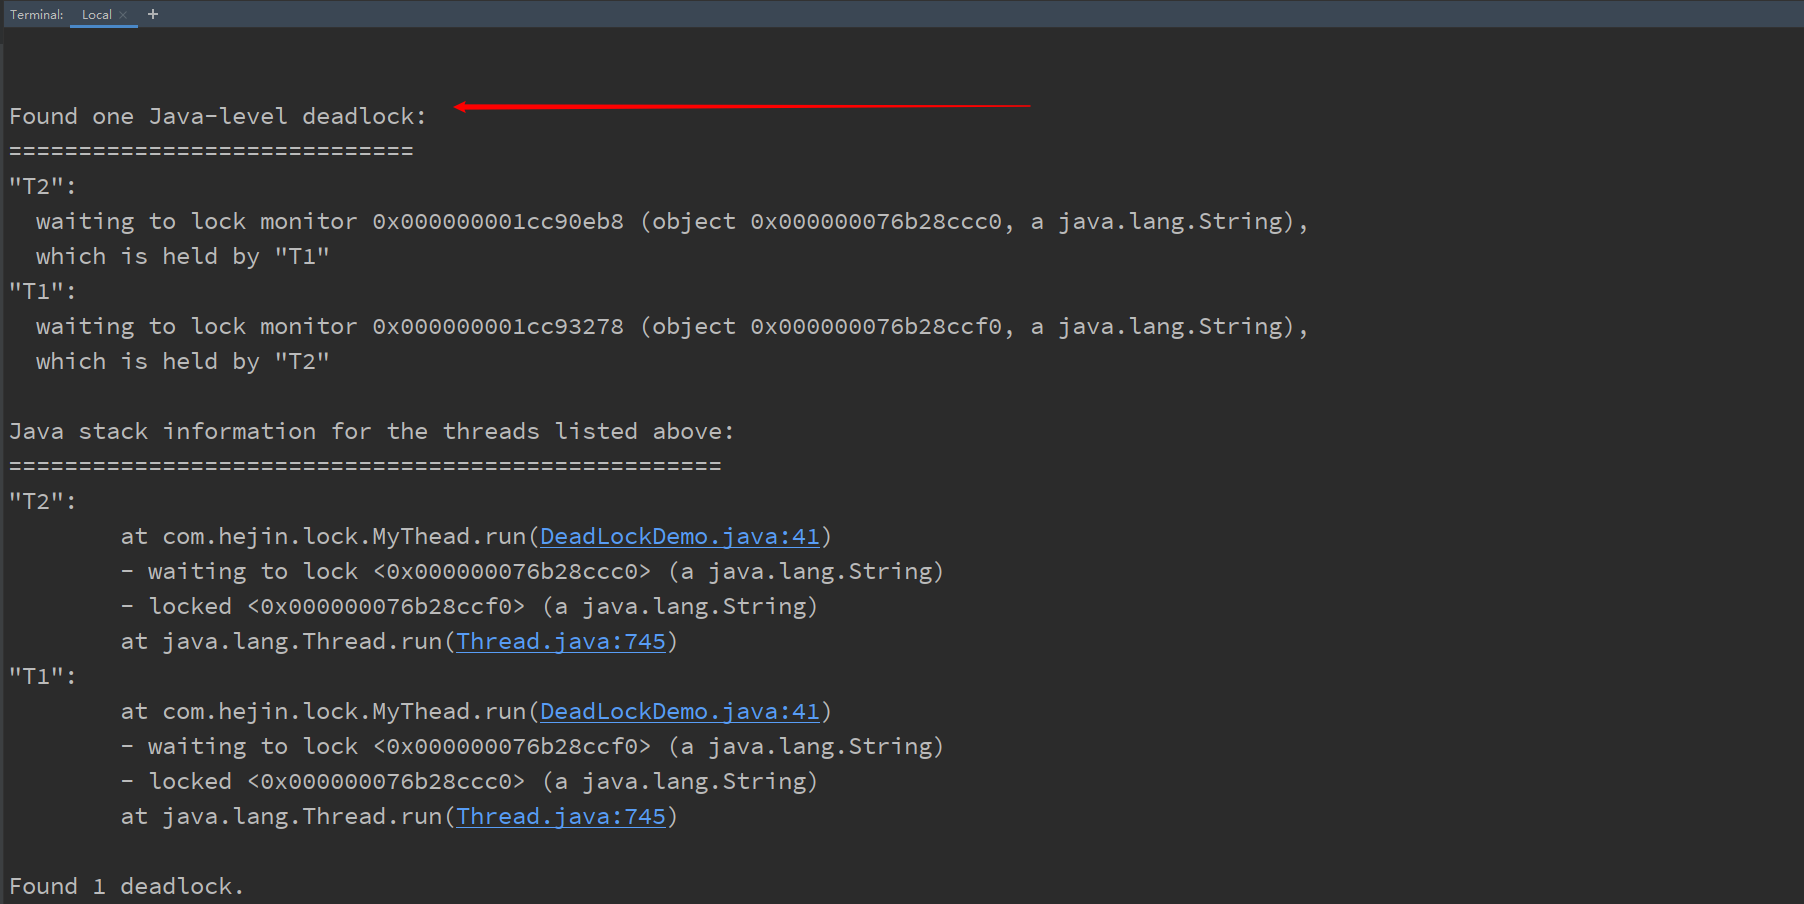 Terminal: Local × +
Found one Java-level deadlock:
=============================
"T2":
  waiting to lock monitor 0x000000001cc90eb8 (object 0x000000076b28ccc0, a java.lang.String),
  which is held by "T1"
"T1":
  waiting to lock monitor 0x000000001cc93278 (object 0x000000076b28ccf0, a java.lang.String),
  which is held by "T2"
Java stack information for the threads listed above:
===================================================
"T2":
        at com.hejin.lock.MyThead.run(DeadLockDemo.java:41)
        - waiting to lock <0x000000076b28ccc0> (a java.lang.String)
        - locked <0x000000076b28ccf0> (a java.lang.String)
        at java.lang.Thread.run(Thread.java:745)
"T1":
        at com.hejin.lock.MyThead.run(DeadLockDemo.java:41)
        - waiting to lock <0x000000076b28ccf0> (a java.lang.String)
        - locked <0x000000076b28ccc0> (a java.lang.String)
        at java.lang.Thread.run(Thread.java:745)
Found 1 deadlock.